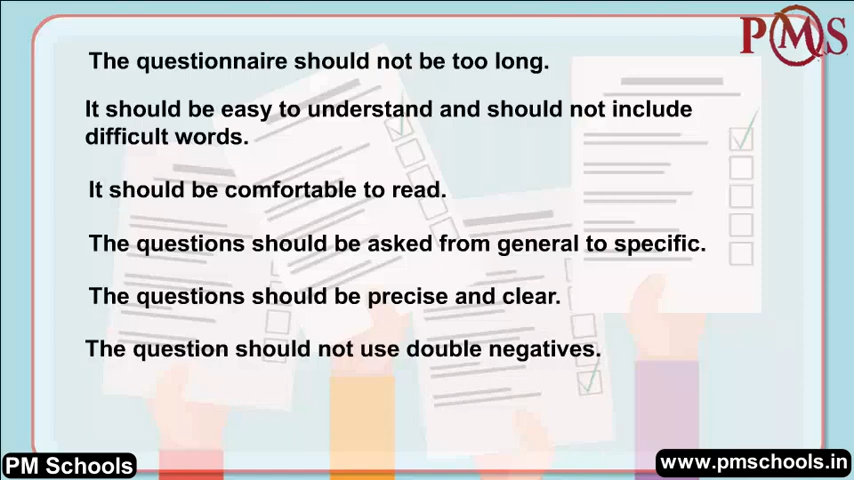 PMS
The questionnaire should not be too long.
It should be easy to understand and should not include
difficult words.
It should be comfortable to read.
The questions should be asked from general to specific.
The questions should be precise and clear.
The question should not use double negatives.
PM Schools
www.pmschools.in